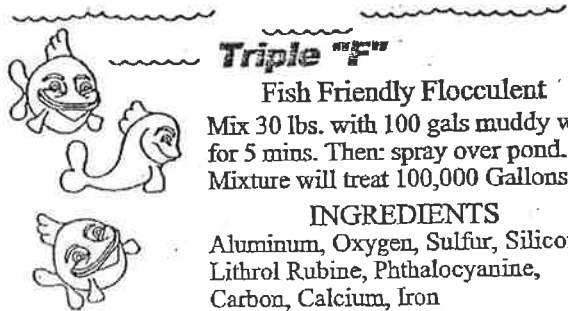 Triple "F"
Fish Friendly Flocculent
Mix 30 lbs. with 100 gals muddy
for 5 mins. Then: spray over pond.
Mixture will treat 100,000 Gallons
INGREDIENTS
Aluminum, Oxygen, Sulfur,
Lithrol Rubine, Phthalocyanine,
Carbon, Calcium, Iron